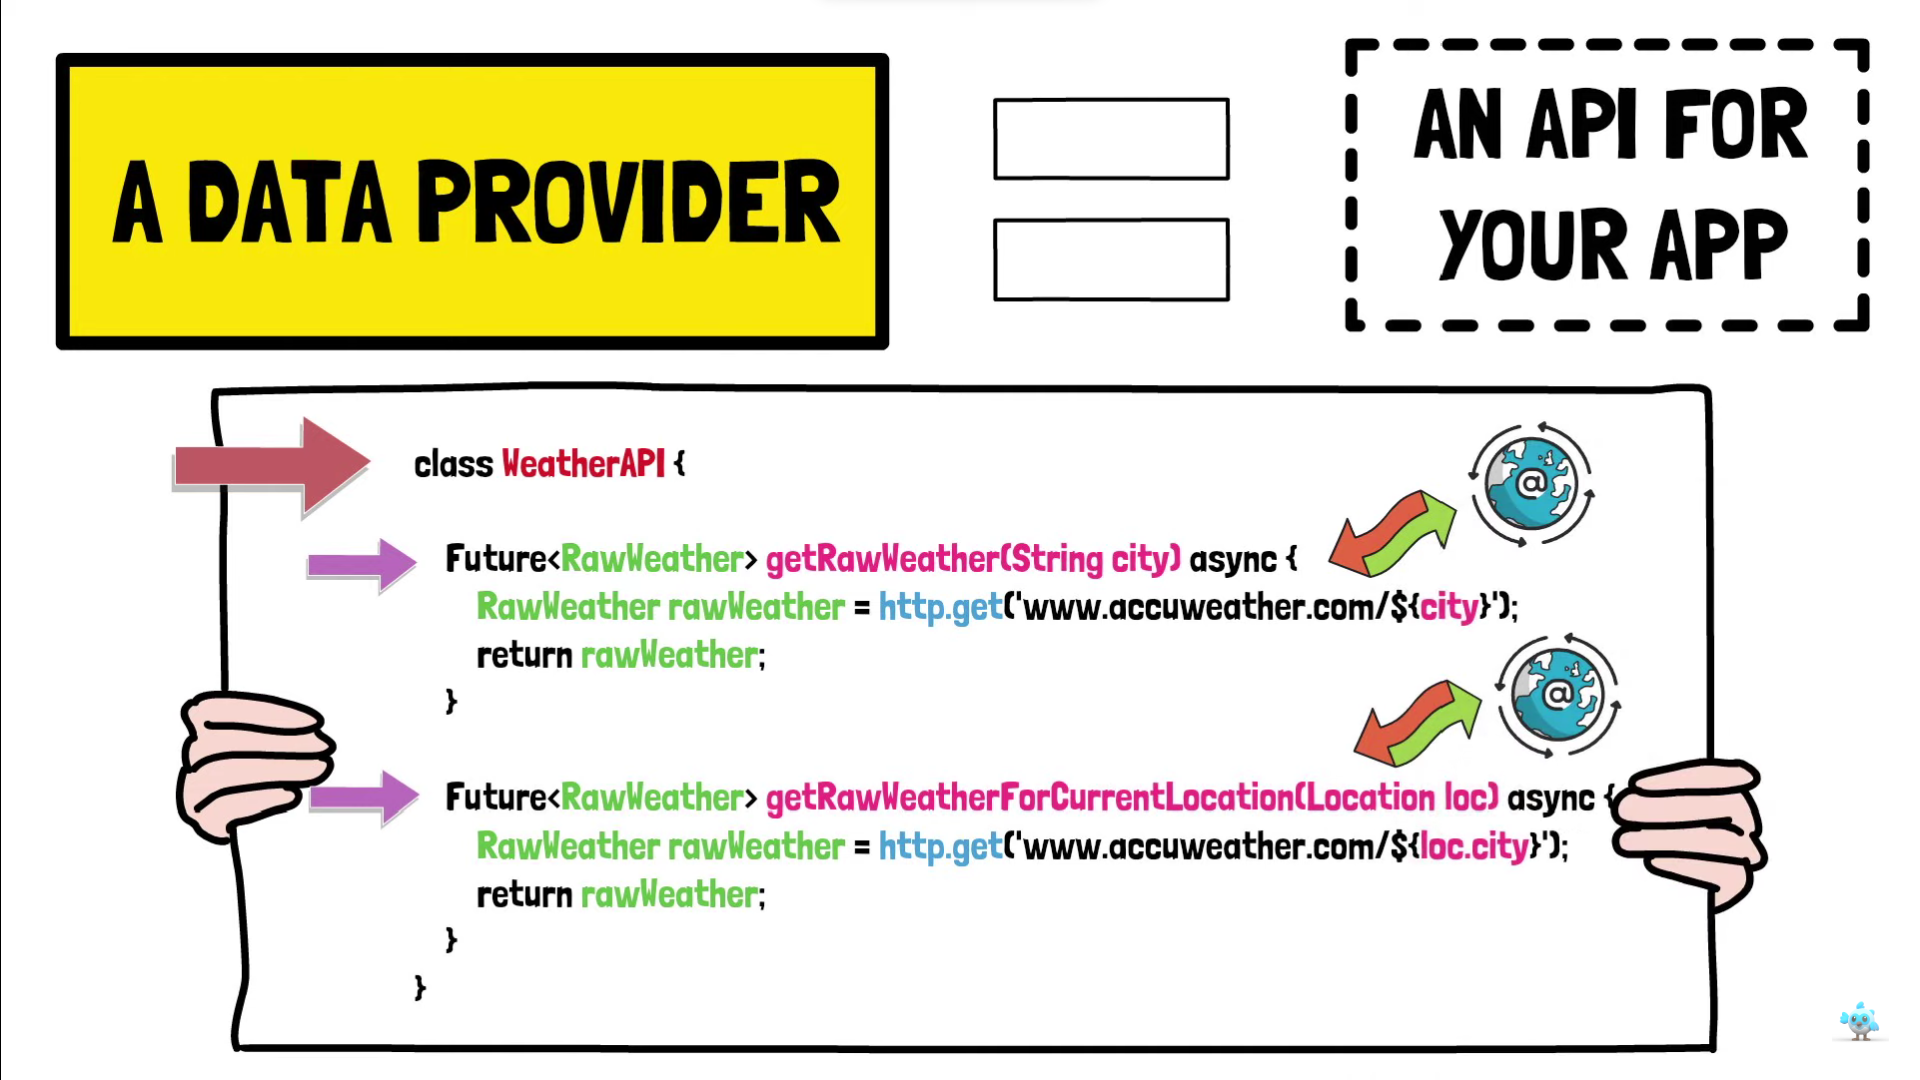 A DATA PROVIDER
AN API FOR
YOUR APP
class WeatherAPI {
Future<RawWeather> getRawWeather(String city) async {
RawWeather rawWeather = http.get('www.accuweather.com/${city}');
return rawWeather;
}
Future<RawWeather> getRawWeatherForCurrentLocation(Location loc) async {
RawWeather rawWeather = http.get('www.accuweather.com/${loc.city}');
return rawWeather;
}
}
@
@